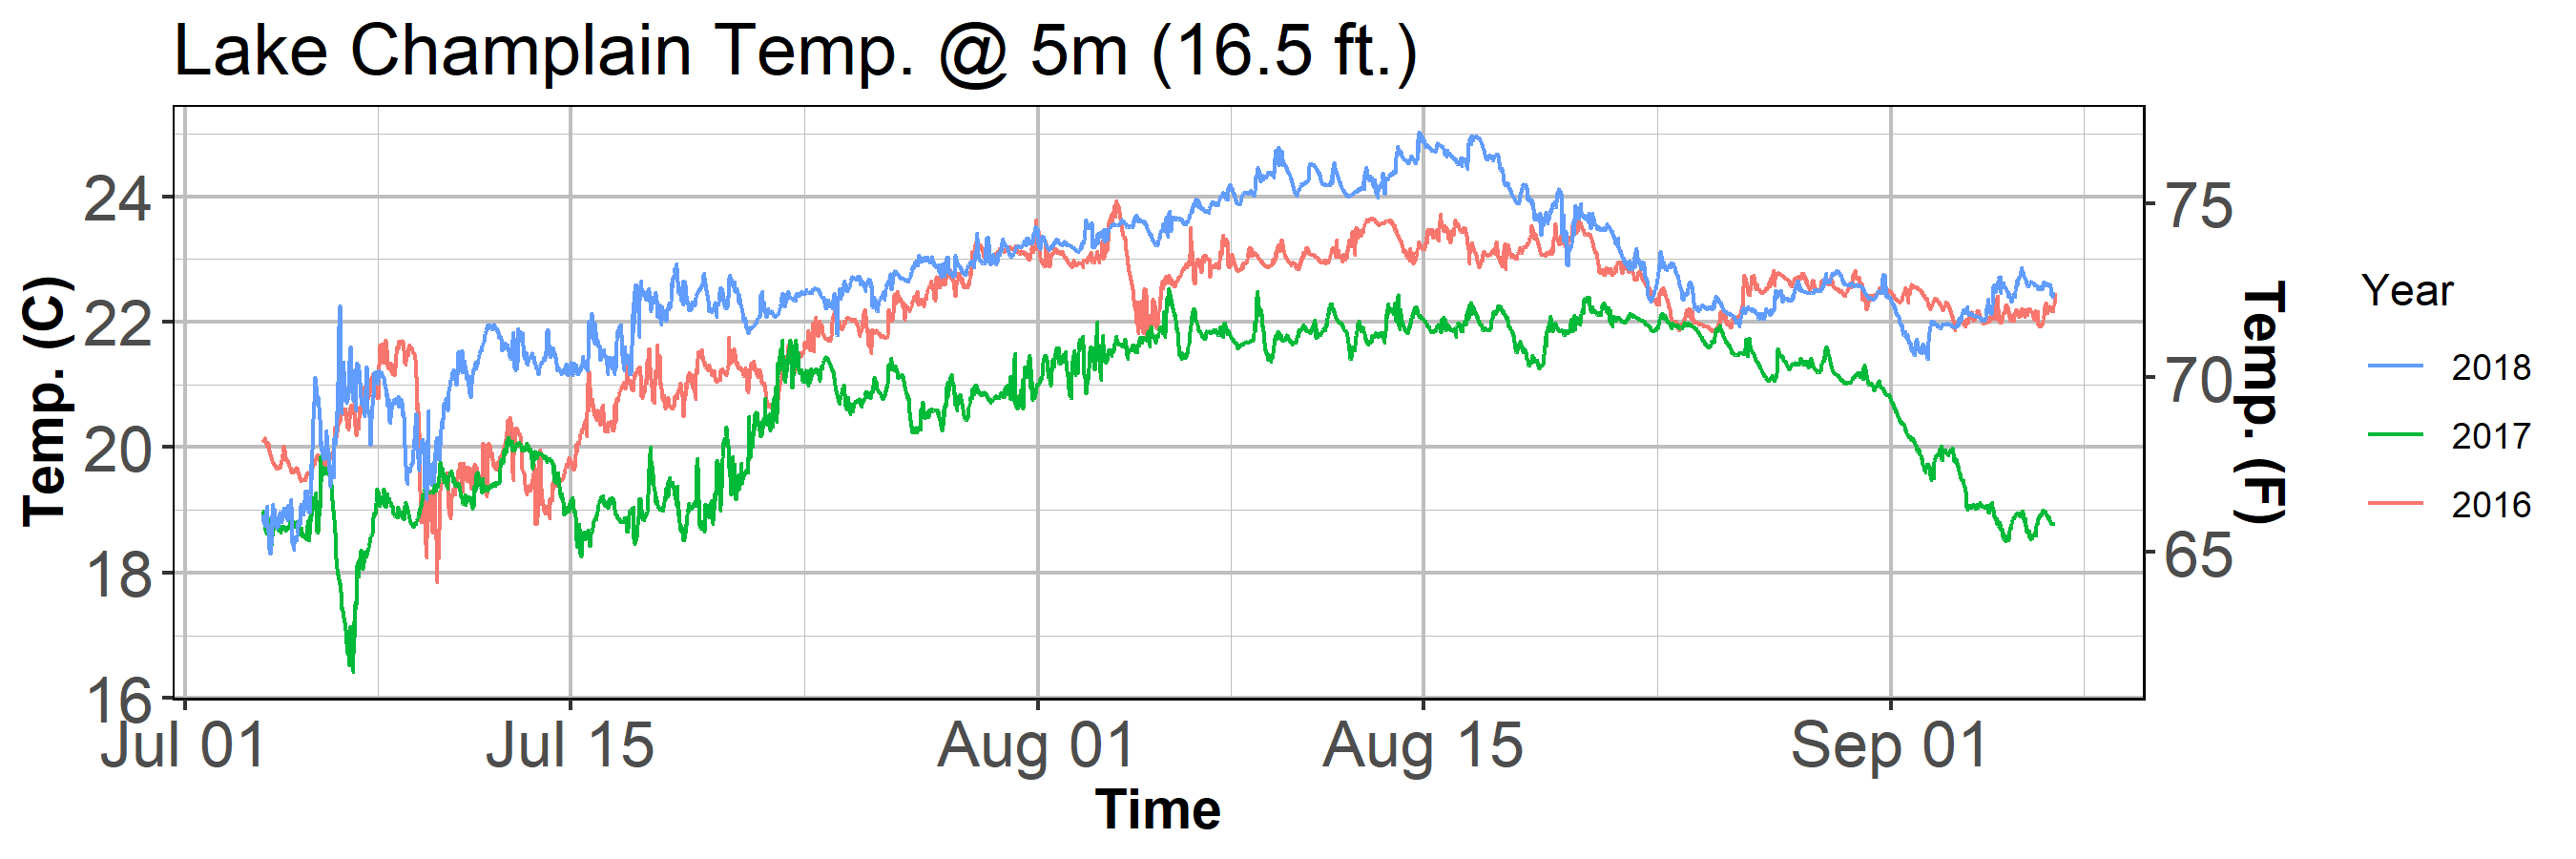 Lake Champlain Temp. @ 5m (16.5 ft.)
Temp. (C)
24
22
20
18
16
75
70
65
Temp. (F)
Jul 01
Jul 15
Aug 01
Aug 15
Sep 01
Time
Year
2018
2017
2016